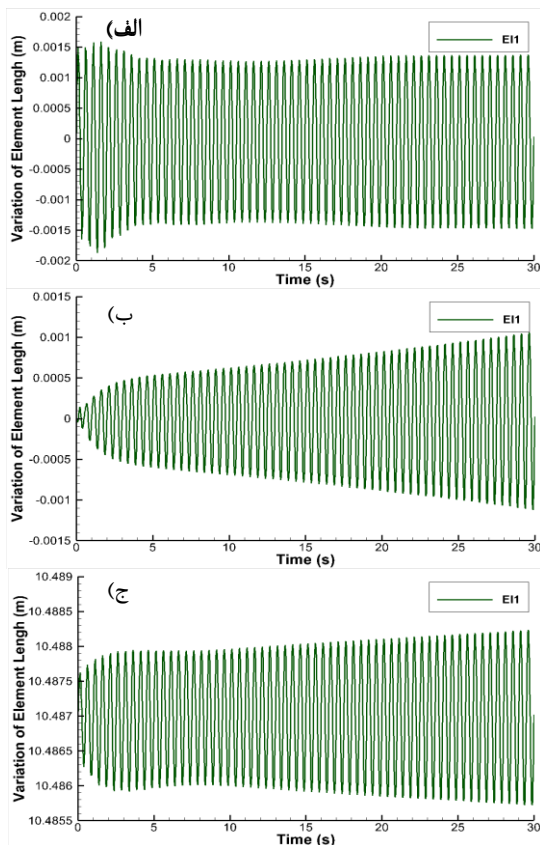 الف)
0.002
0.0015
0.001
0.0005
0
-0.0005
-0.001
-0.0015
-0.002
Variation of Element Lengh (m)
El1
0 5 10 15 20 25 30
Time (s)
ب)
0.0015
0.001
0.0005
0
-0.0005
-0.001
-0.0015
Variation of Element Lengh (m)
El1
0 5 10 15 20 25 30
Time (s)
ج)
10.489
10.4885
10.488
10.4875
10.487
10.4865
10.486
10.4855
Variation of Element Lengh (m)
El1
0 5 10 15 20 25 30
Time (s)